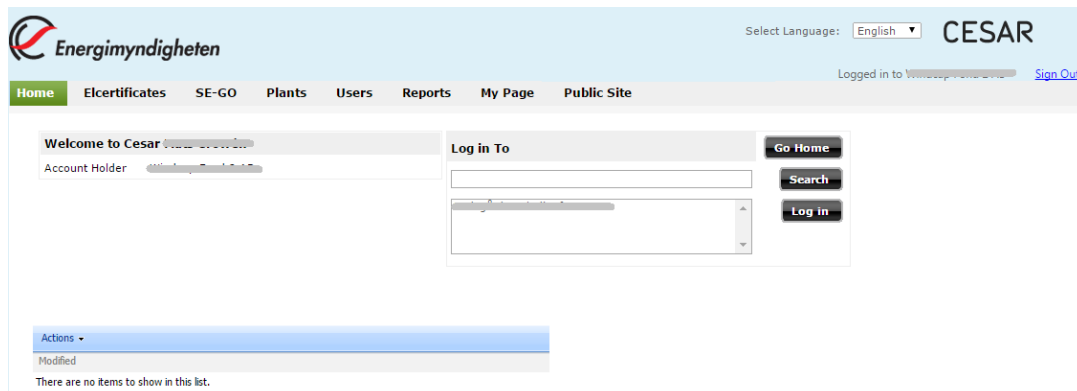 Energimyndigheten
Select Language: English CESAR
Logged in to Sign Out
Home Elcertificates SE-GO Plants Users Reports My Page Public Site
Welcome to Cesar
Account Holder
Log in To
Go Home
Search
Log in
Actions
Modified
There are no items to show in this list.